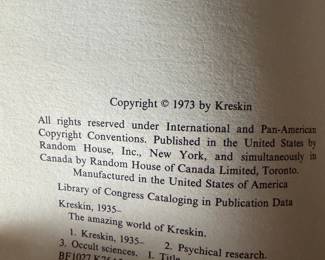 Copyright © 1973 by Kreskin
All rights reserved under International and Pan-American
Copyright Conventions. Published in the United States by
Random House, Inc., New York, and simultaneously in
Canada by Random House of Canada Limited, Toronto.
Manufactured in the United States of America
Library of Congress Cataloging in Publication Data
Kreskin, 1935–
The amazing world of Kreskin.
1. Kreskin, 1935– 2. Psychical research.
3. Occult sciences. 1. Title.
BF1027